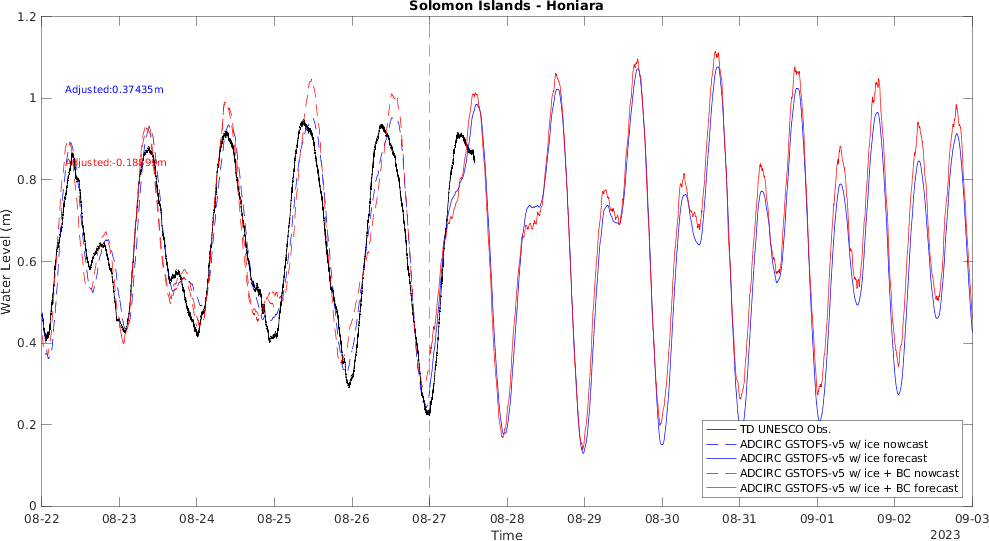 Solomon Islands - Honiara
1.2
1
0.8
0.6
0.4
0.2
0
Water Level (m)
Adjusted:0.37435m
Adjusted:-0.18899m
TD UNESCO Obs.
ADCIRC GSTOFS-v5 w/ ice nowcast
ADCIRC GSTOFS-v5 w/ ice forecast
ADCIRC GSTOFS-v5 w/ ice + BC nowcast
ADCIRC GSTOFS-v5 w/ ice + BC forecast
08-22 08-23 08-24 08-25 08-26 08-27 08-28 08-29 08-30 08-31 09-01 09-02 09-03
Time
2023